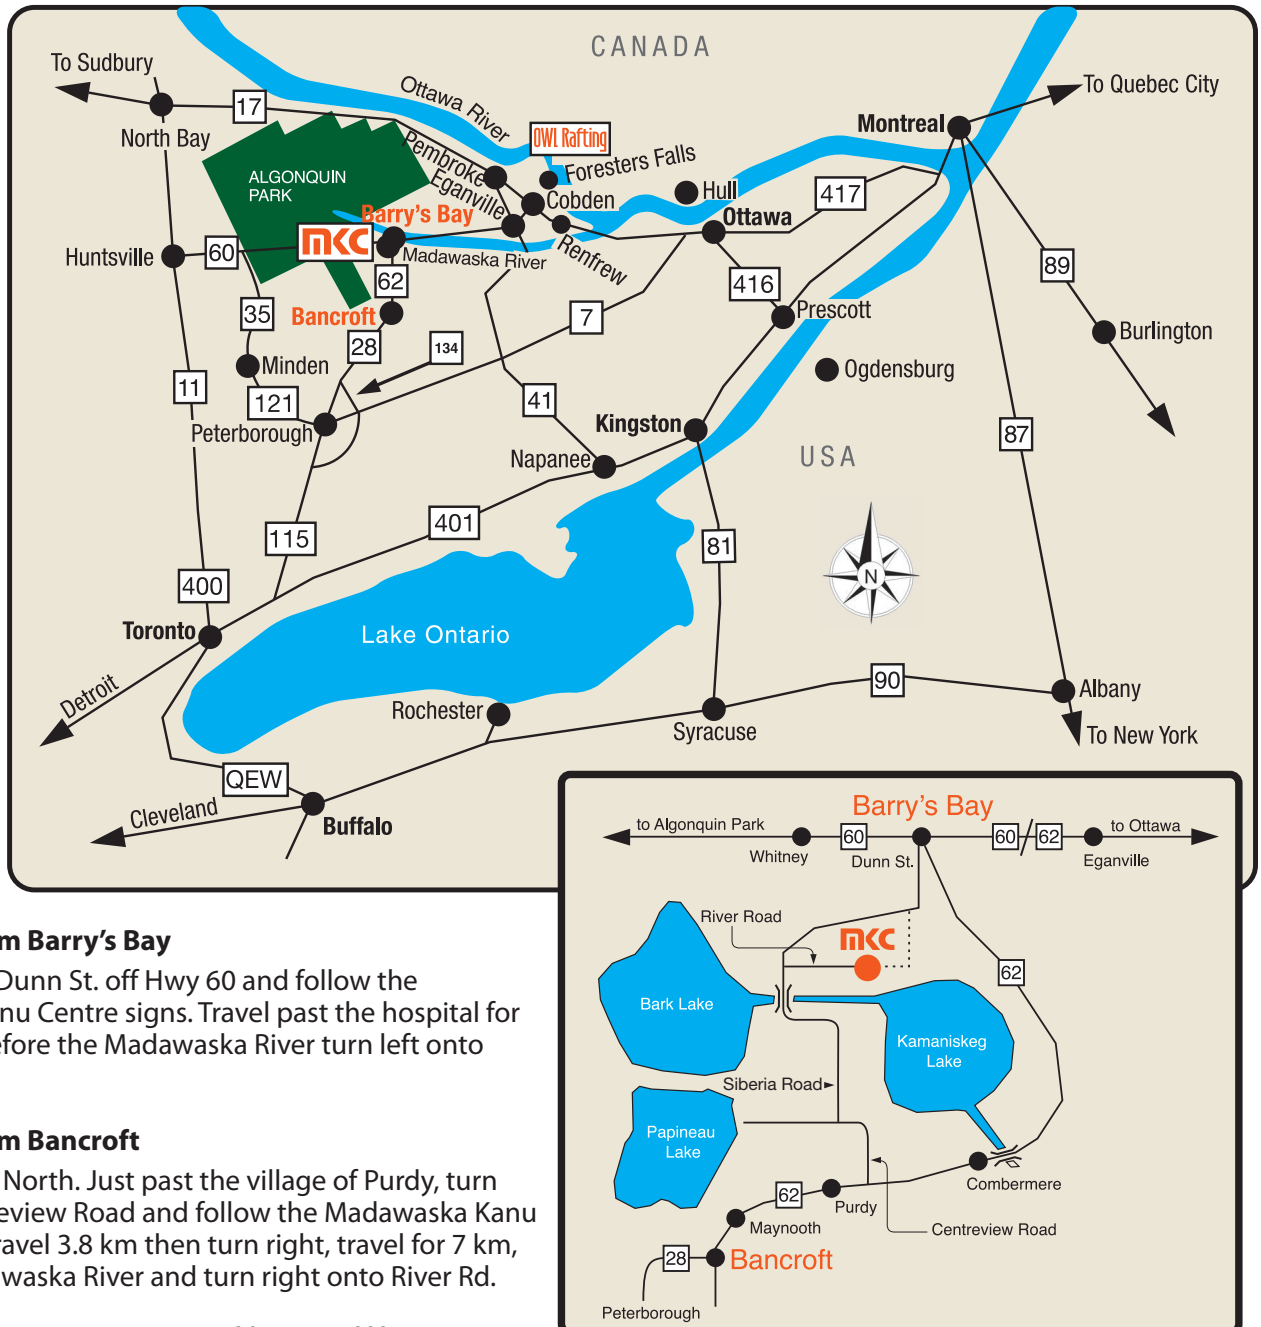 CANADA
To Sudbury
To Quebec City
17
Ottawa River
North Bay
OWL Rafting
Montreal
Pembroke
Foresters Falls
ALGONQUIN
PARK
Eganville
Cobden
Hull
417
Barry's Bay
Ottawa
MKC
Huntsville
60
Madawaska River
Renfrew
62
416
89
35
Bancroft
7
Prescott
Burlington
28
134
Minden
Ogdensburg
11
121
41
Peterborough
Kingston
87
Napanee
USA
401
115
81
400
N
Toronto
Lake Ontario
Detroit
90
Albany
Rochester
Syracuse
To New York
QEW
Cleveland
Buffalo
Barry's Bay
to Algonquin Park
60
60
62
to Ottawa
Whitney
Dunn St.
Eganville
River Road
MKC
62
Bark Lake
Kamaniskeg
Lake
Siberia Road
Papineau
Lake
Combermere
62
Purdy
Maynooth
Centreview Road
28
Bancroft
Peterborough
m Barry's Bay
Dunn St. off Hwy 60 and follow the
nu Centre signs. Travel past the hospital for
efore the Madawaska River turn left onto
m Bancroft
North. Just past the village of Purdy, turn
eview Road and follow the Madawaska Kanu
ravel 3.8 km then turn right, travel for 7 km,
waska River and turn right onto River Rd.